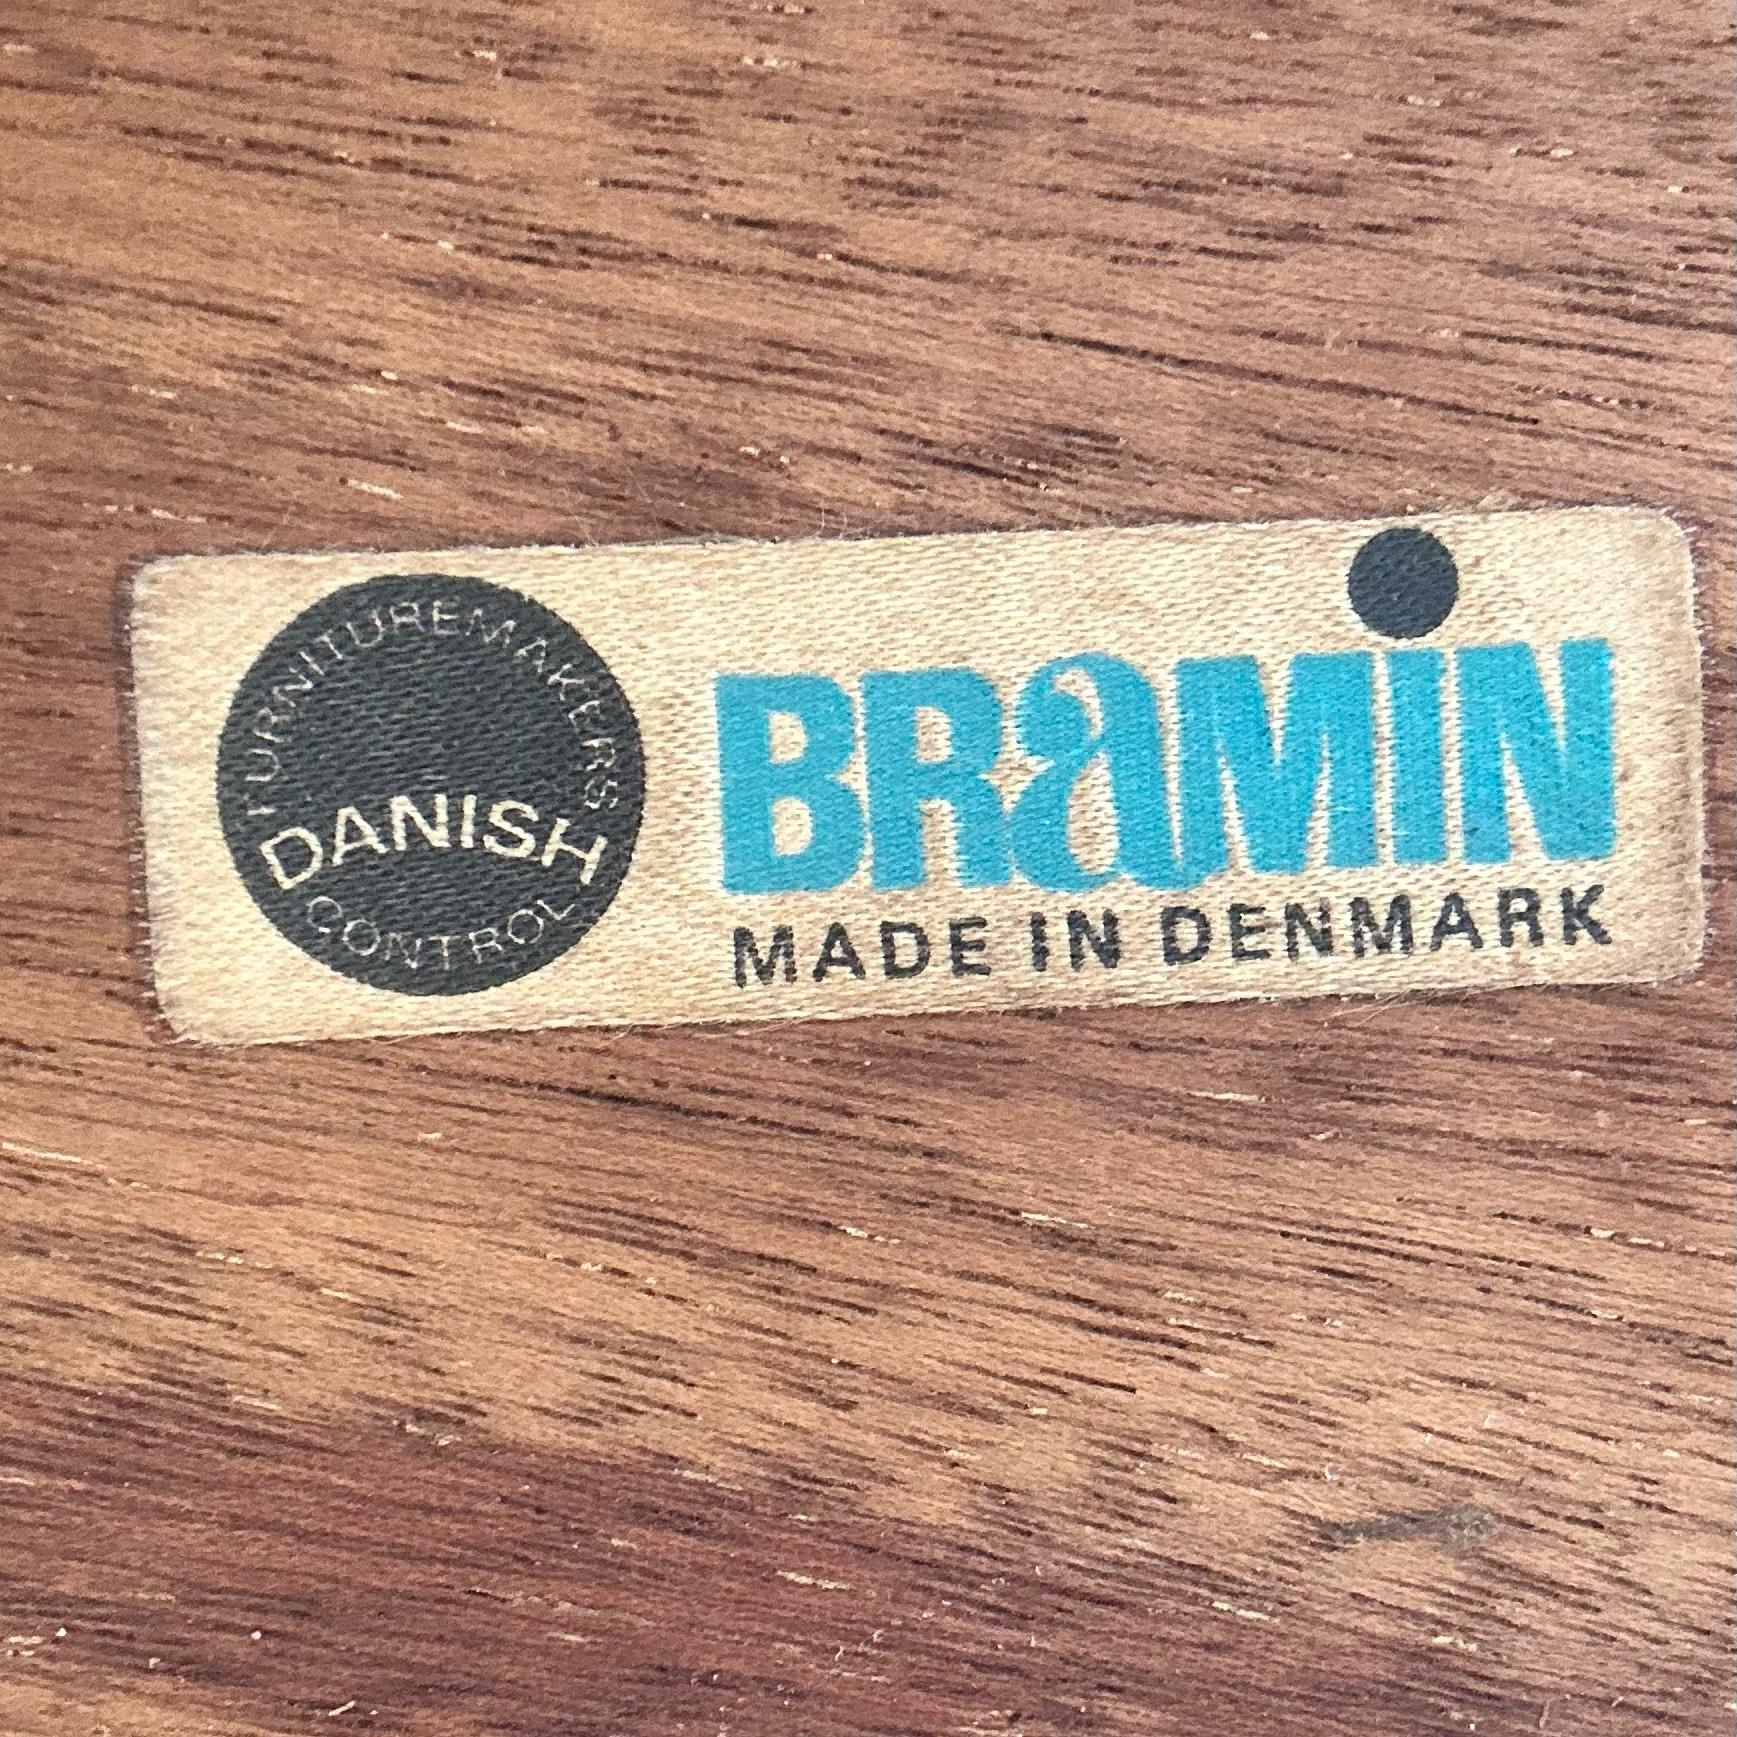 FURNITUREMAKERS
DANISH
CONTROL
BRaMiN
MADE IN DENMARK